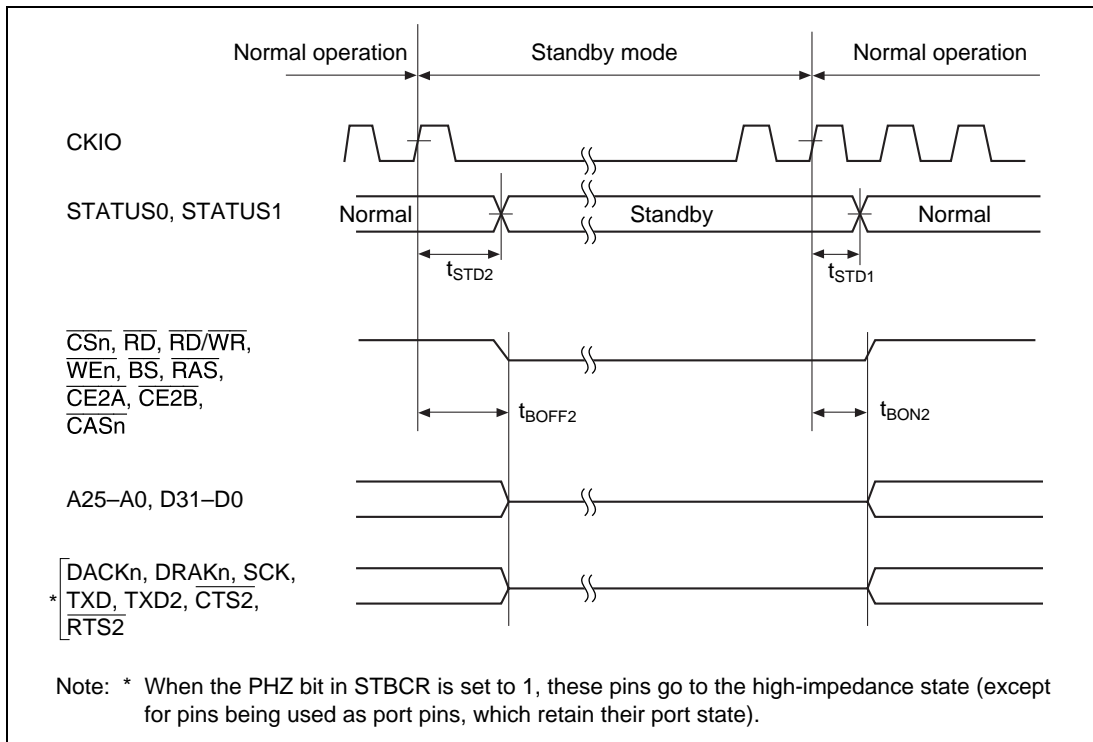 Normal operation Standby mode Normal operation
CKIO
STATUS0, STATUS1 Normal Standby Normal
tSTD2 tSTD1
CSn, RD, RD/WR,
WEn, BS, RAS,
CE2A, CE2B,
CASn
tBOFF2 tBON2
A25–A0, D31–D0
DACKn, DRAKn, SCK,
* TXD, TXD2, CTS2,
RTS2
Note: * When the PHZ bit in STBCR is set to 1, these pins go to the high-impedance state (except
for pins being used as port pins, which retain their port state).